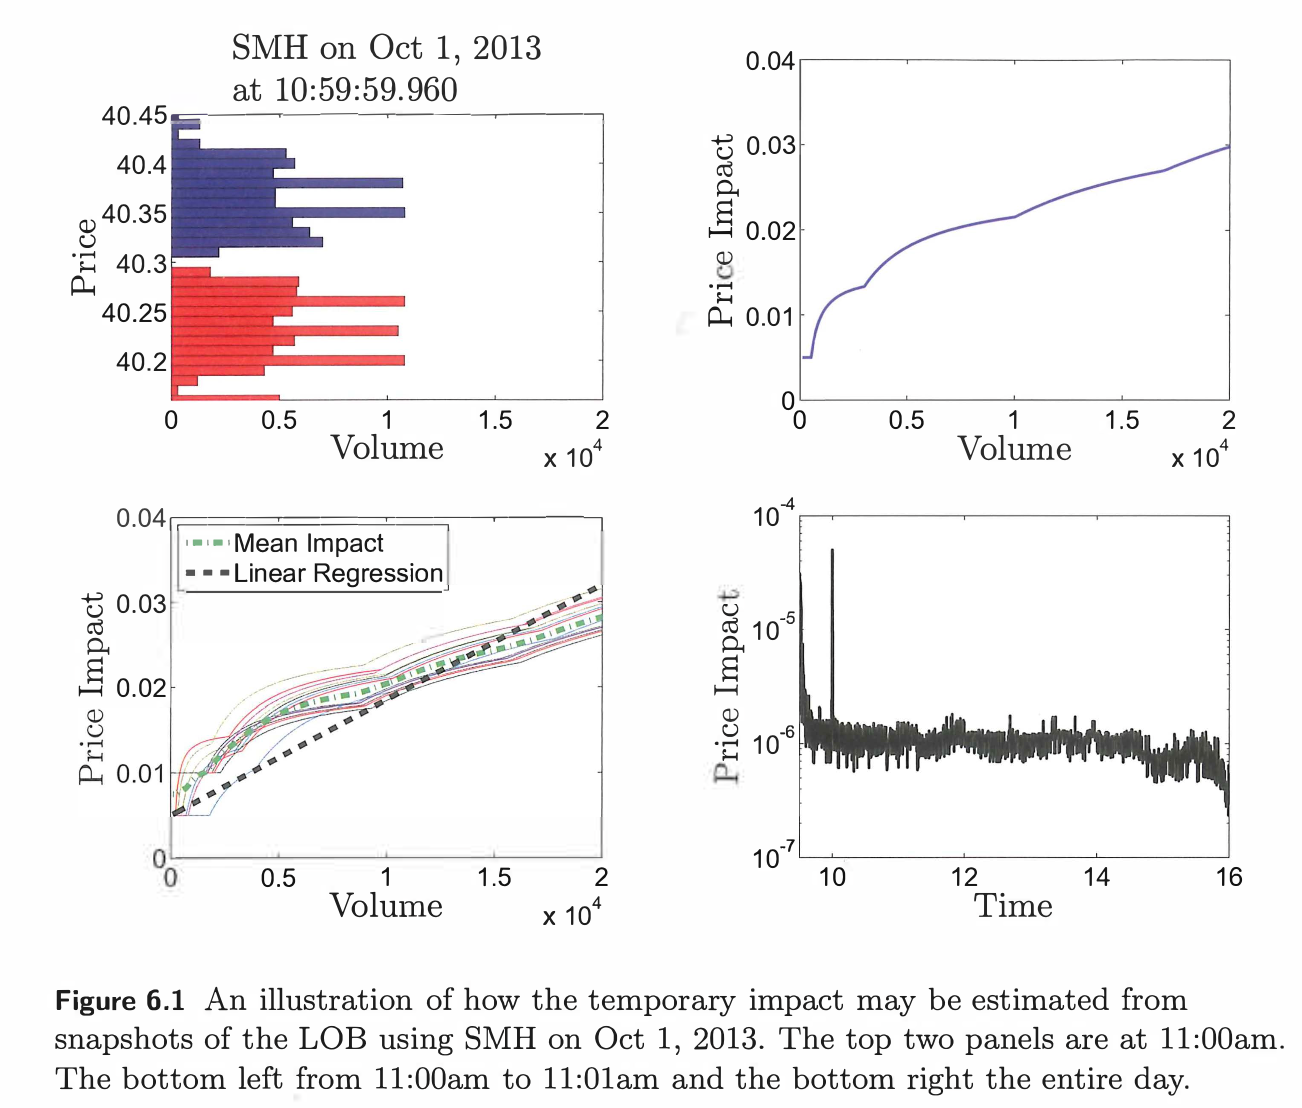 SMH on Oct 1, 2013
at 10:59:59.960
Price
40.45
40.4
40.35
40.3
40.25
40.2
0 0.5 1 1.5 2
Volume
x 10^4
Price Impact
0.04
0.03
0.02
0.01
0
0 0.5 1 1.5 2
Volume
x 10^4
Price Impact
0.04
0.03
0.02
0.01
0
Mean Impact
Linear Regression
0 0.5 1 1.5 2
Volume
x 10^4
Price Impact
10^-4
10^-5
10^-6
10^-7
10 12 14 16
Time
Figure 6.1 An illustration of how the temporary impact may be estimated from
snapshots of the LOB using SMH on Oct 1, 2013. The top two panels are at 11:00am.
The bottom left from 11:00am to 11:01am and the bottom right the entire day.